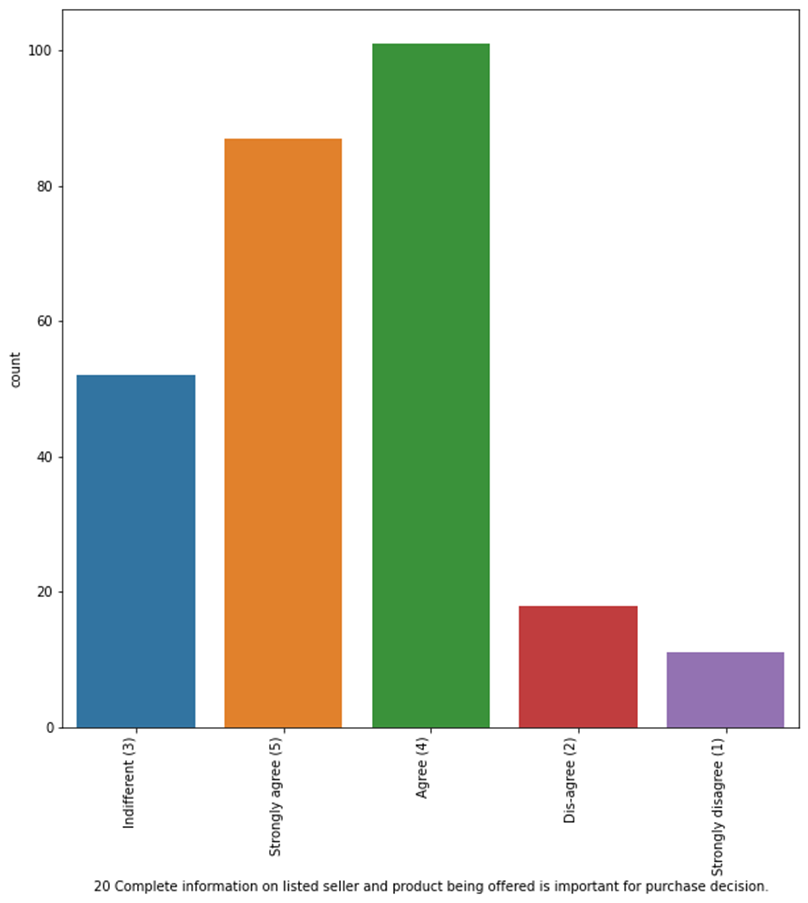 100
80
60
40
20
0
count
Indifferent (3)
Strongly agree (5)
Agree (4)
Dis-agree (2)
Strongly disagree (1)
20 Complete information on listed seller and product being offered is important for purchase decision.